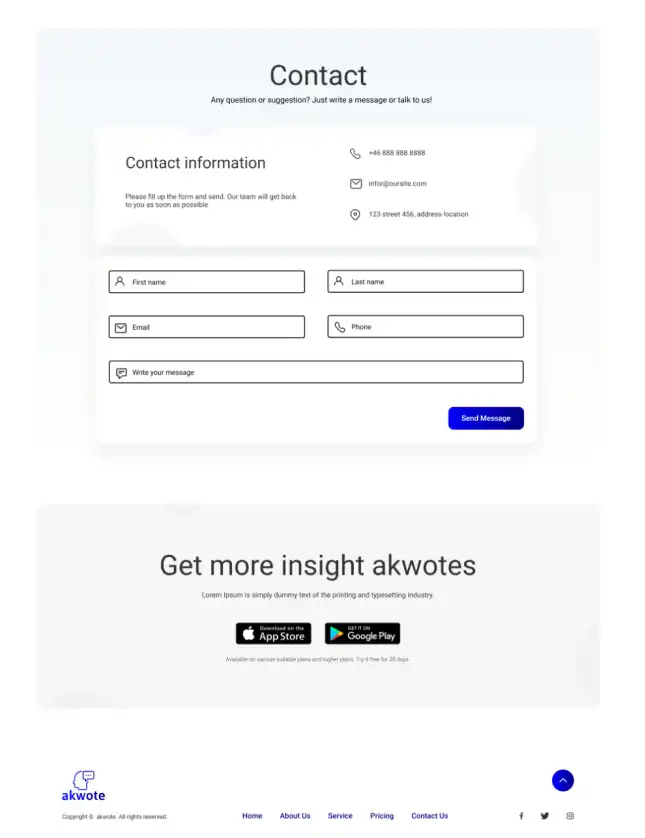 Contact
Any question or suggestion? Just write a message or talk to us!
Contact information
Please fill up the form and send. Our team will get back
to you as soon as possible
+46 888 888 8888
infor@oursite.com
123 street 456, address location
First name
Last name
Email
Phone
Write your message
Send Message
Get more insight akwotes
Lorem Ipsum is simply dummy text of the printing and typesetting industry.
Download on the
App Store
GET IT ON
Google Play
Available on various suitable plans and higher plans. Try it free for 28 days.
akwote
Copyright © akwote. All rights reserved.
Home About Us Service Pricing Contact Us